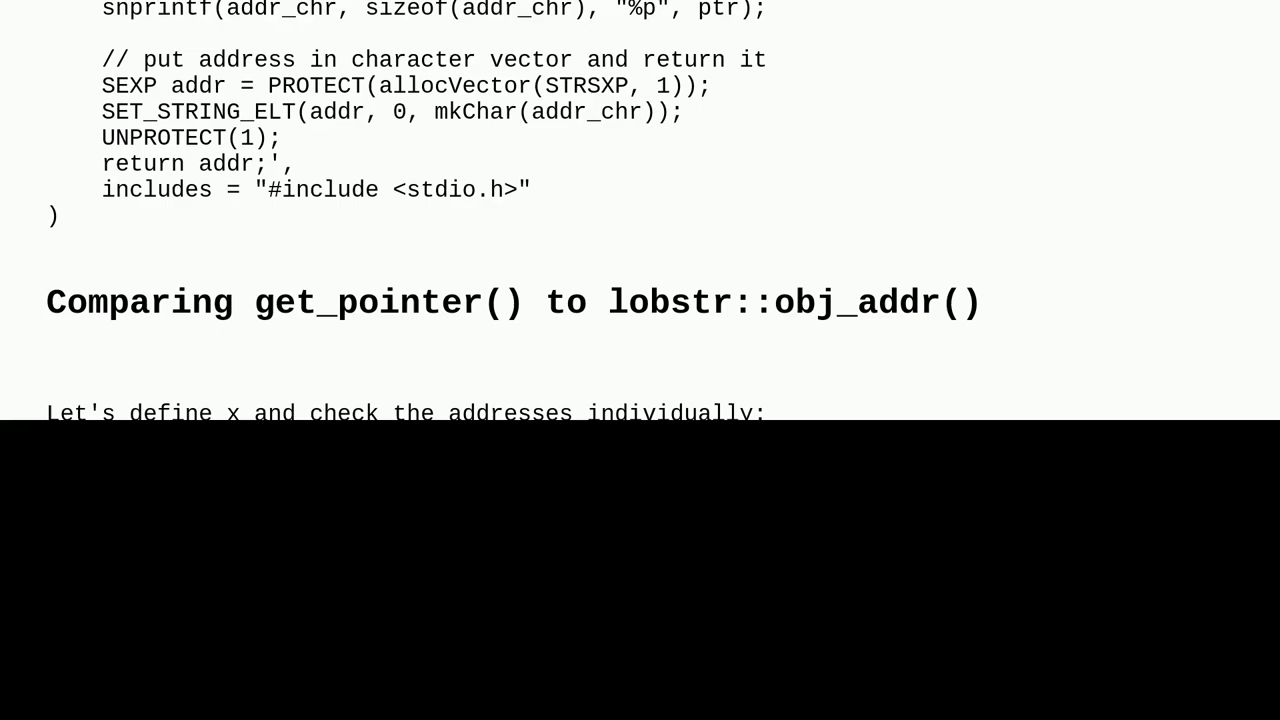 snprintf(addr_chr, sizeof(addr_chr), "%p", ptr);
// put address in character vector and return it
SEXP addr = PROTECT(allocVector(STRSXP, 1));
SET_STRING_ELT(addr, 0, mkChar(addr_chr));
UNPROTECT(1);
return addr;',
includes = "#include <stdio.h>"
)
Comparing get_pointer() to lobstr::obj_addr()
Let's define x and check the addresses individually: